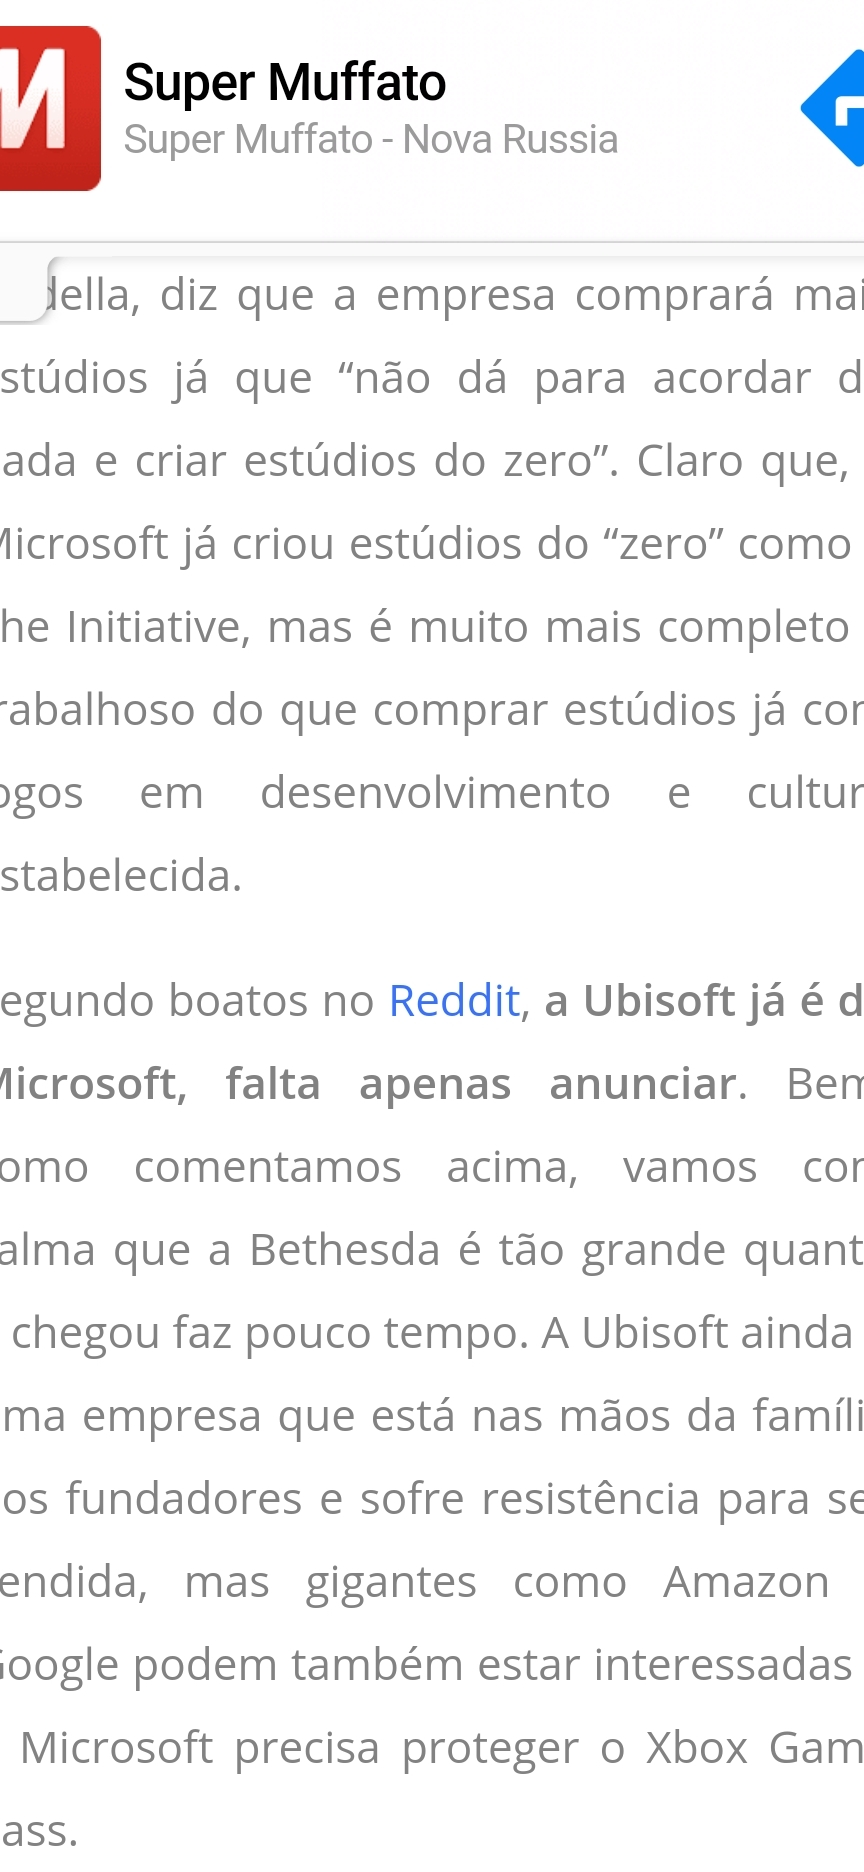 M
Super Muffato
Super Muffato - Nova Russia
della, diz que a empresa comprará mai
stúdios já que “não dá para acordar d
ada e criar estúdios do zero”. Claro que,
Microsoft já criou estúdios do “zero” como
he Initiative, mas é muito mais completo
rabalhoso do que comprar estúdios já com
ogos em desenvolvimento e cultur
stabelecida.
egundo boatos no Reddit, a Ubisoft já é d
Microsoft, falta apenas anunciar. Bem
omo comentamos acima, vamos com
alma que a Bethesda é tão grande quant
chegou faz pouco tempo. A Ubisoft ainda
ma empresa que está nas mãos da famíli
os fundadores e sofre resistência para se
endida, mas gigantes como Amazon
Google podem também estar interessadas
Microsoft precisa proteger o Xbox Gam
ass.